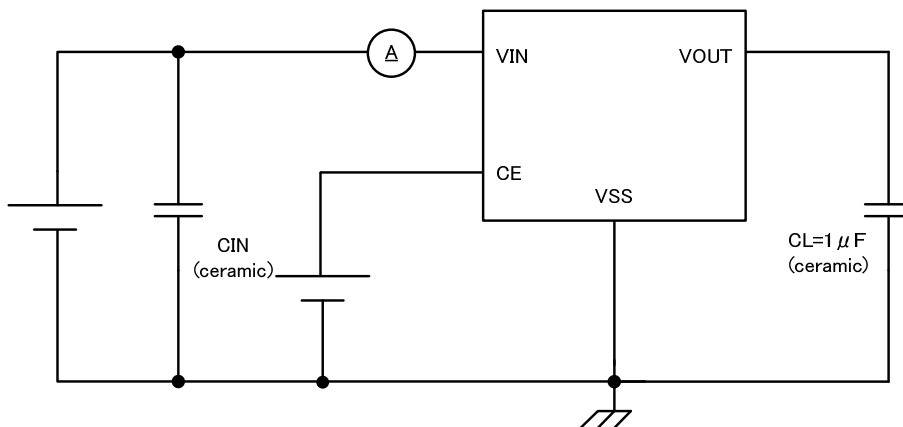 A
VIN
VOUT
CE
VSS
CIN
(ceramic)
CL=1μF
(ceramic)